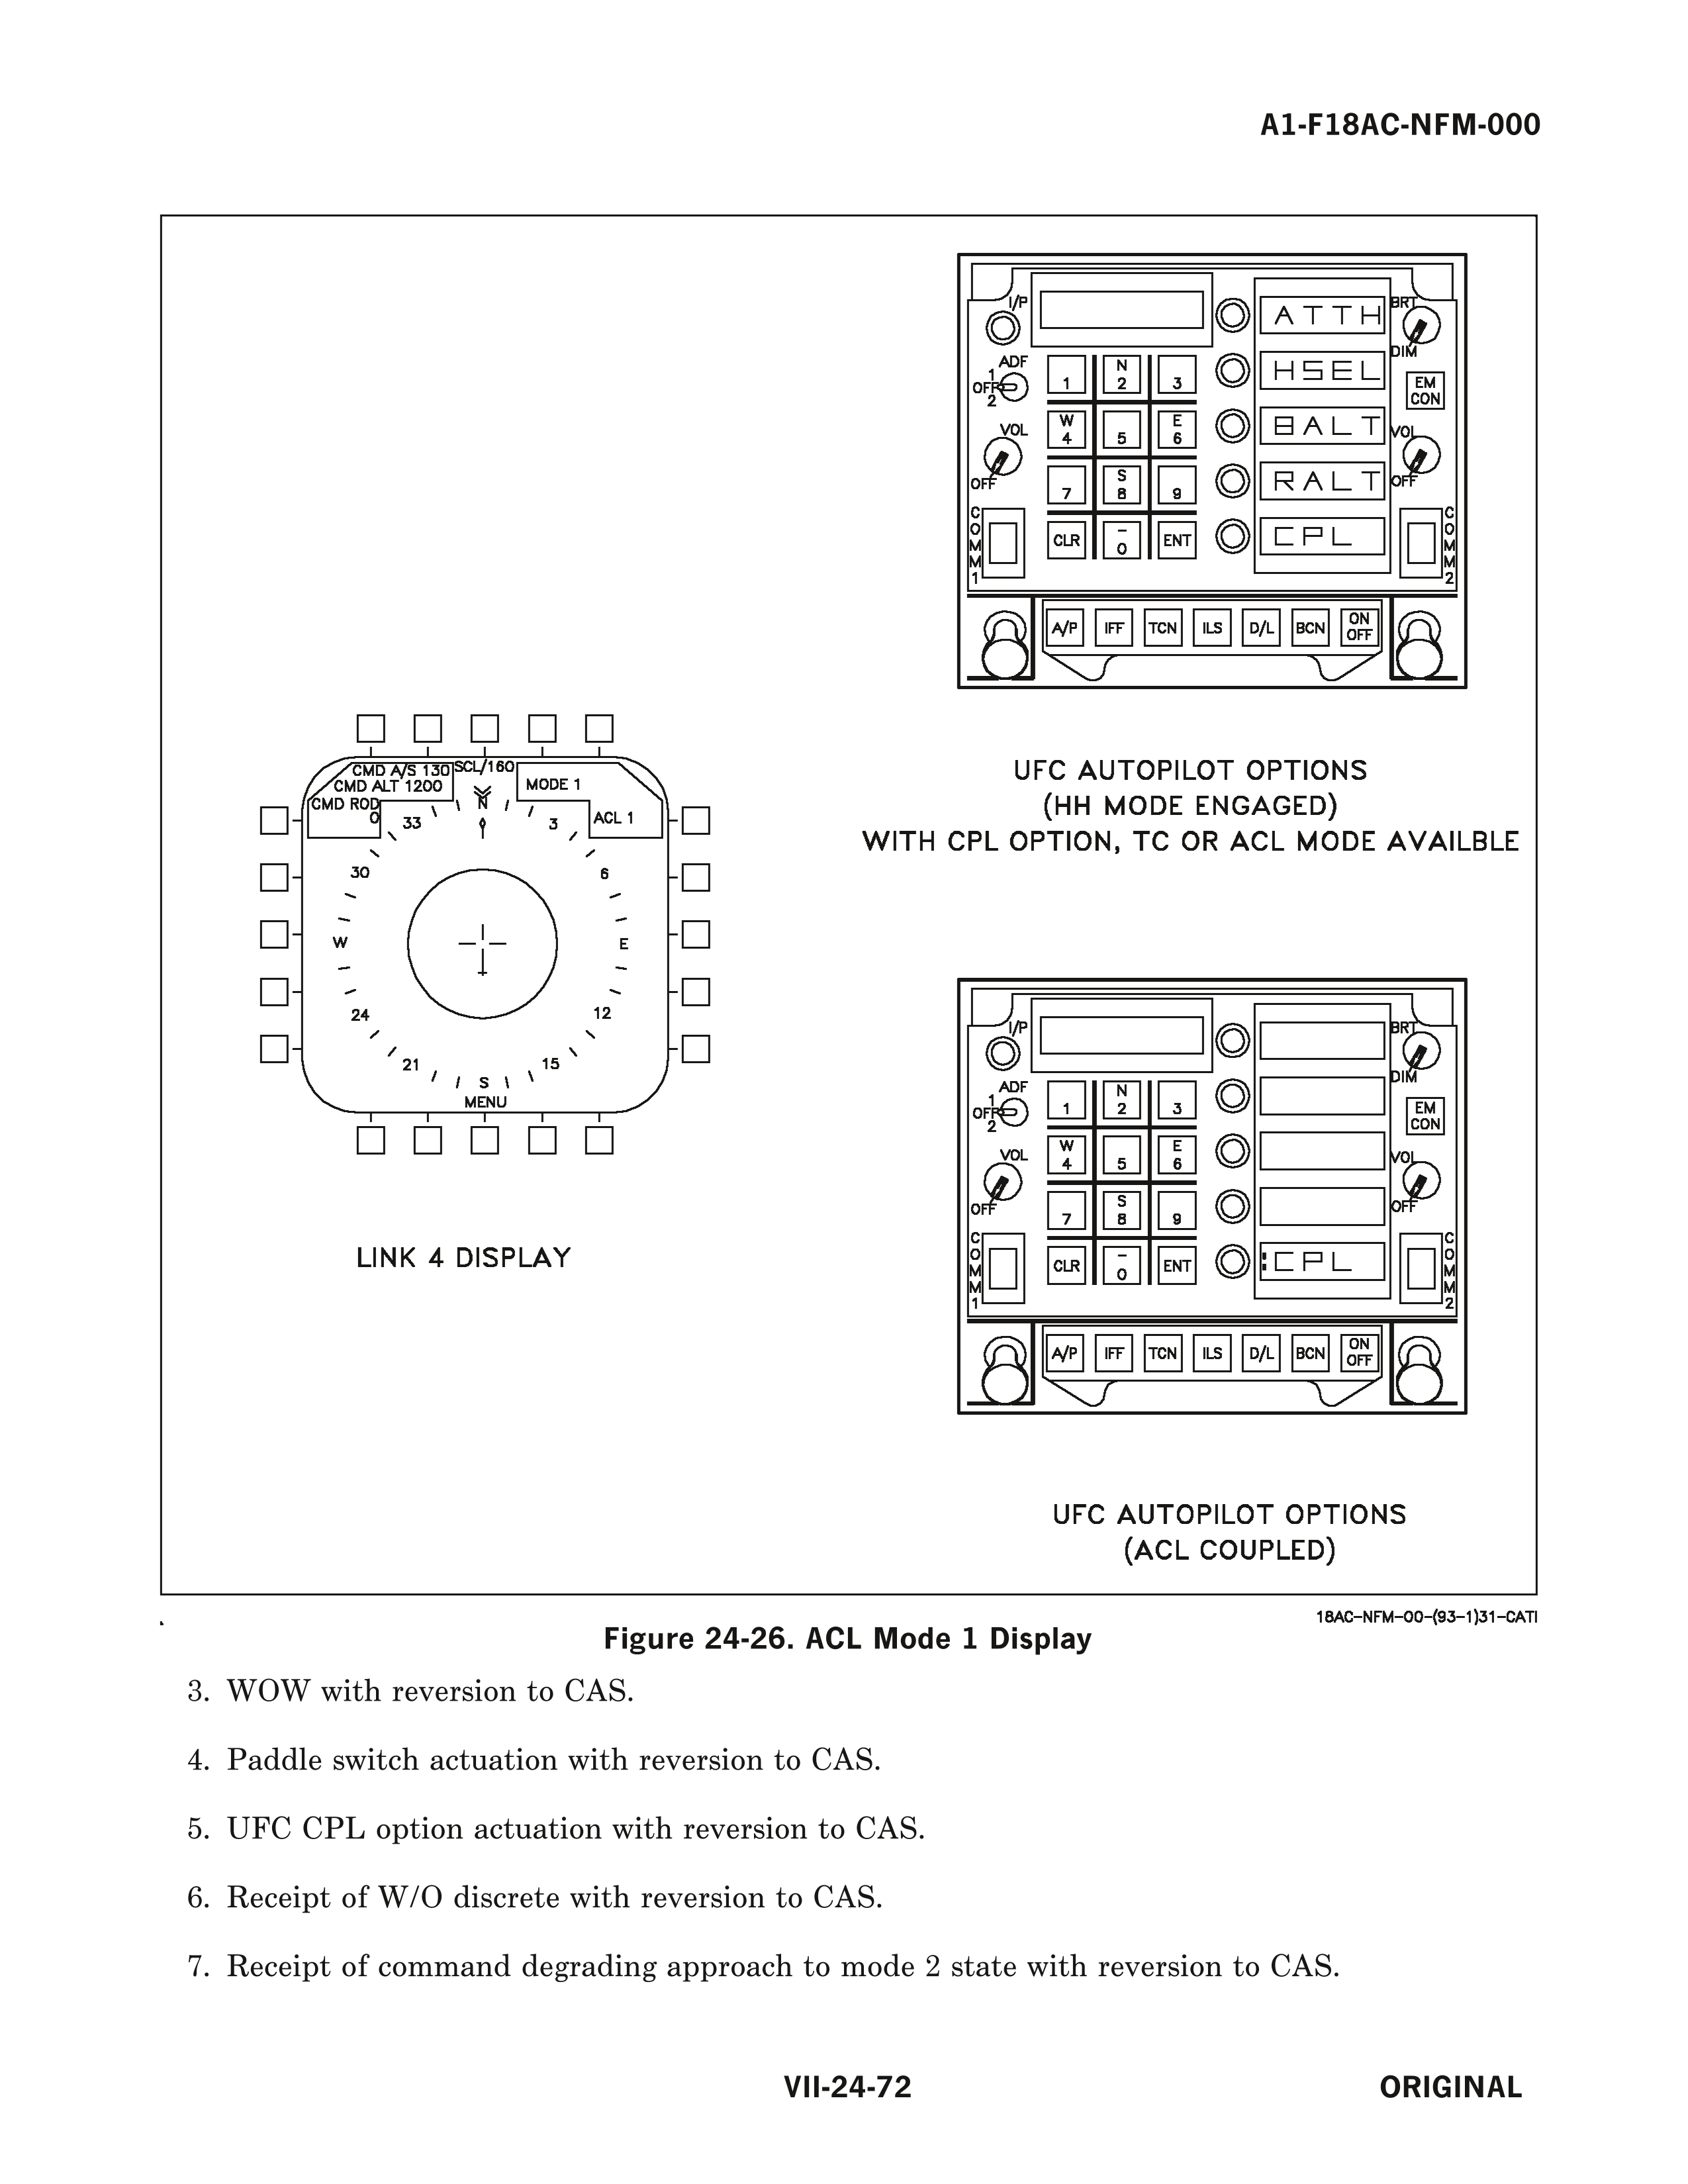 A1-F18AC-NFM-000
I/P
ATTH
BRT
DIM
ADF
1
OFF
2
1
N
2
3
HSEL
EM
CON
VOL
OFF
W
4
5
E
6
BALT
VOL
OFF
7
S
8
9
RALT
COMM1
CLR
–
0
ENT
CPL
COMM2
A/P
IFF
TCN
ILS
D/L
BCN
ON
OFF
UFC AUTOPILOT OPTIONS
(HH MODE ENGAGED)
WITH CPL OPTION, TC OR ACL MODE AVAILBLE
CMD A/S 130
SCL/160
CMD ALT 1200
MODE 1
CMD ROD
0
ACL 1
N
33
3
30
6
W
E
24
12
21
15
S
MENU
LINK 4 DISPLAY
I/P
BRT
DIM
ADF
1
OFF
2
1
N
2
3
EM
CON
VOL
OFF
W
4
5
E
6
VOL
OFF
7
S
8
9
COMM1
CLR
–
0
ENT
:CPL
COMM2
A/P
IFF
TCN
ILS
D/L
BCN
ON
OFF
UFC AUTOPILOT OPTIONS
(ACL COUPLED)
18AC-NFM-00-(93-1)31-CATI
Figure 24-26. ACL Mode 1 Display
3. WOW with reversion to CAS.
4. Paddle switch actuation with reversion to CAS.
5. UFC CPL option actuation with reversion to CAS.
6. Receipt of W/O discrete with reversion to CAS.
7. Receipt of command degrading approach to mode 2 state with reversion to CAS.
VII-24-72
ORIGINAL